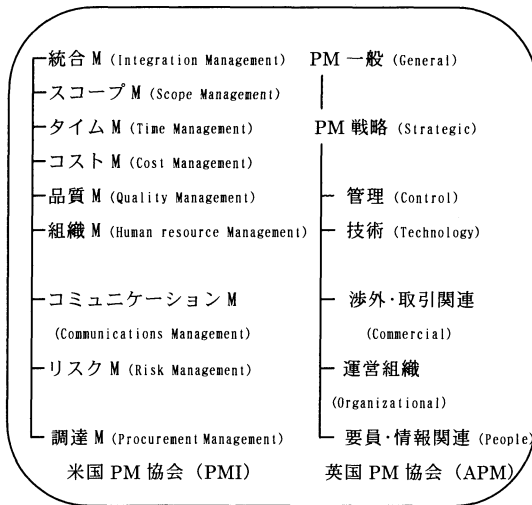 統合 M (Integration Management)
スコープ M (Scope Management)
タイム M (Time Management)
コスト M (Cost Management)
品質 M (Quality Management)
組織 M (Human resource Management)
コミュニケーション M
(Communications Management)
リスク M (Risk Management)
調達 M (Procurement Management)
米国 PM 協会 (PMI)
PM 一般 (General)
PM 戦略 (Strategic)
管理 (Control)
技術 (Technology)
渉外・取引関連
(Commercial)
運営組織
(Organizational)
要員・情報関連 (People)
英国 PM 協会 (APM)